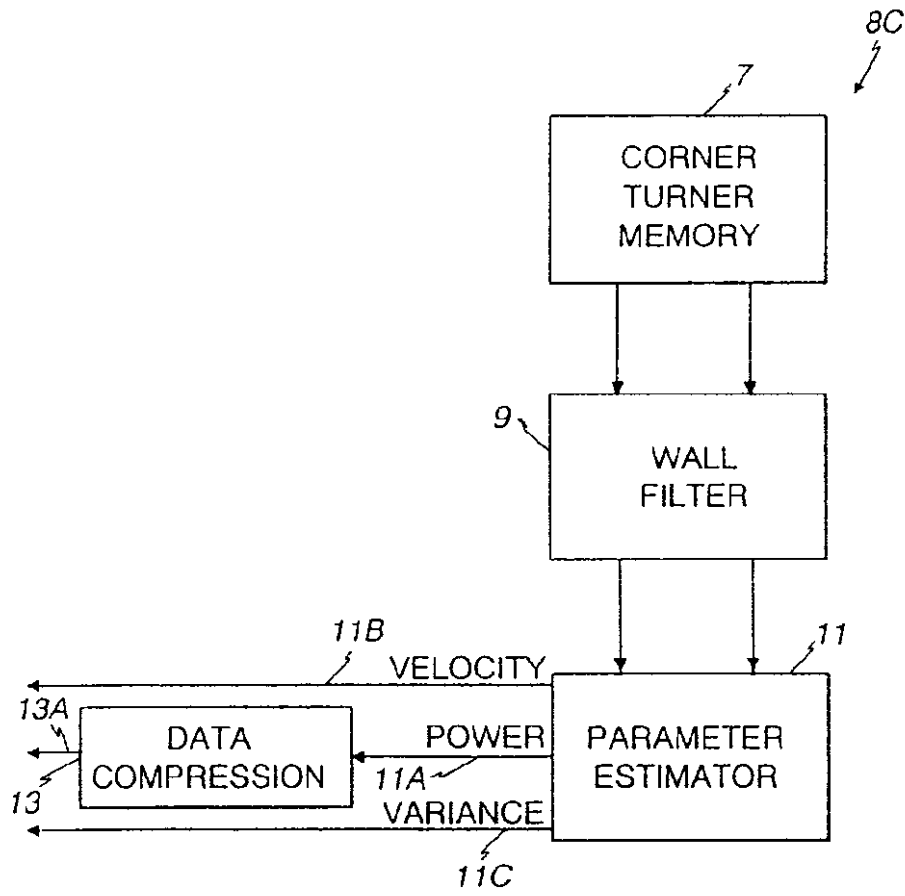 8C
7
CORNER
TURNER
MEMORY
9
WALL
FILTER
11
11B
VELOCITY
13A
DATA
COMPRESSION
POWER
11A
PARAMETER
ESTIMATOR
13
VARIANCE
11C